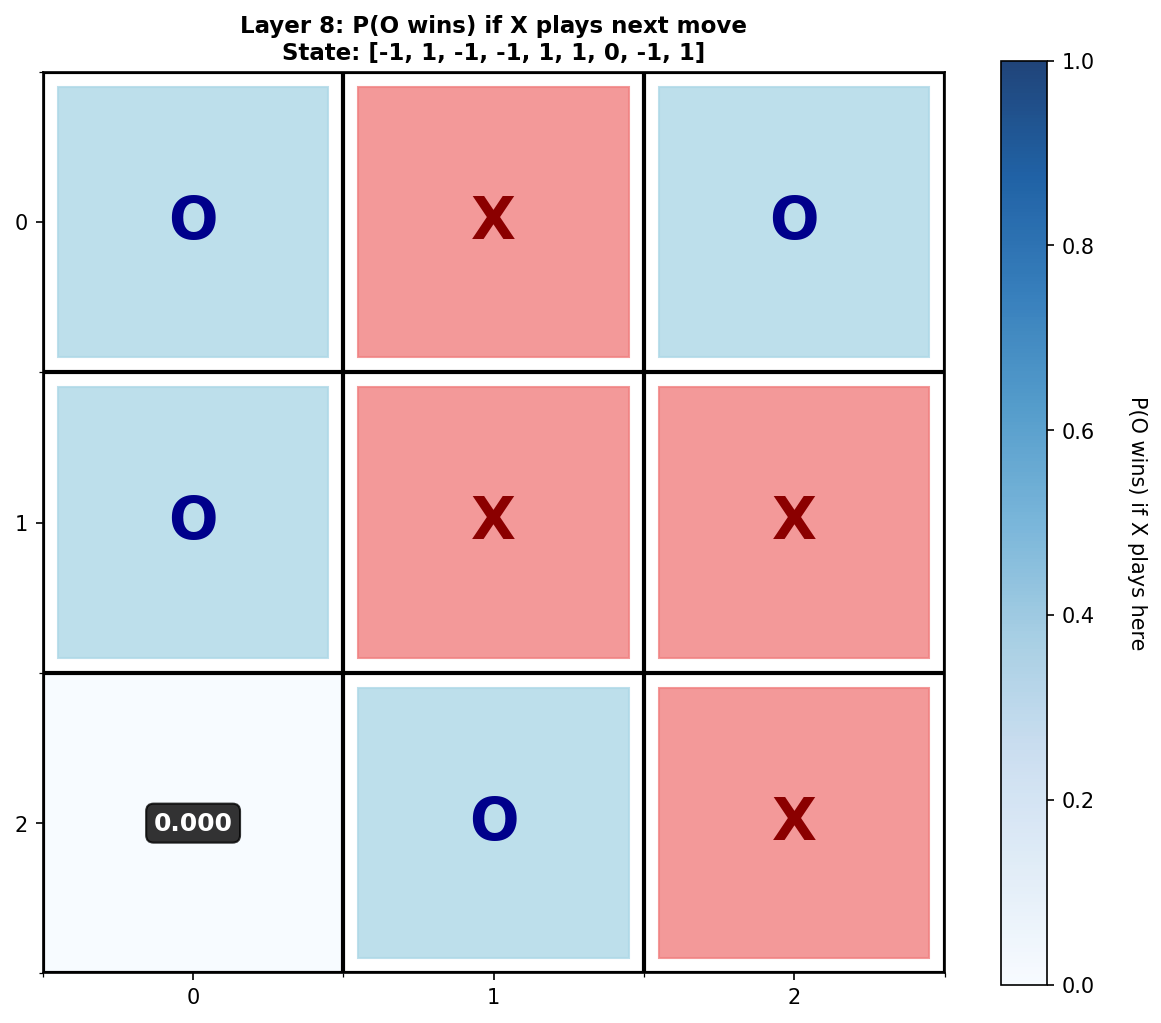 Layer 8: P(O wins) if X plays next move
State: [-1, 1, -1, -1, 1, 1, 0, -1, 1]
1.0
0.8
0.6
0.4
0.2
0.0
P(O wins) if X plays here
0
O
X
O
1
O
X
X
2
0.000
O
X
0
1
2